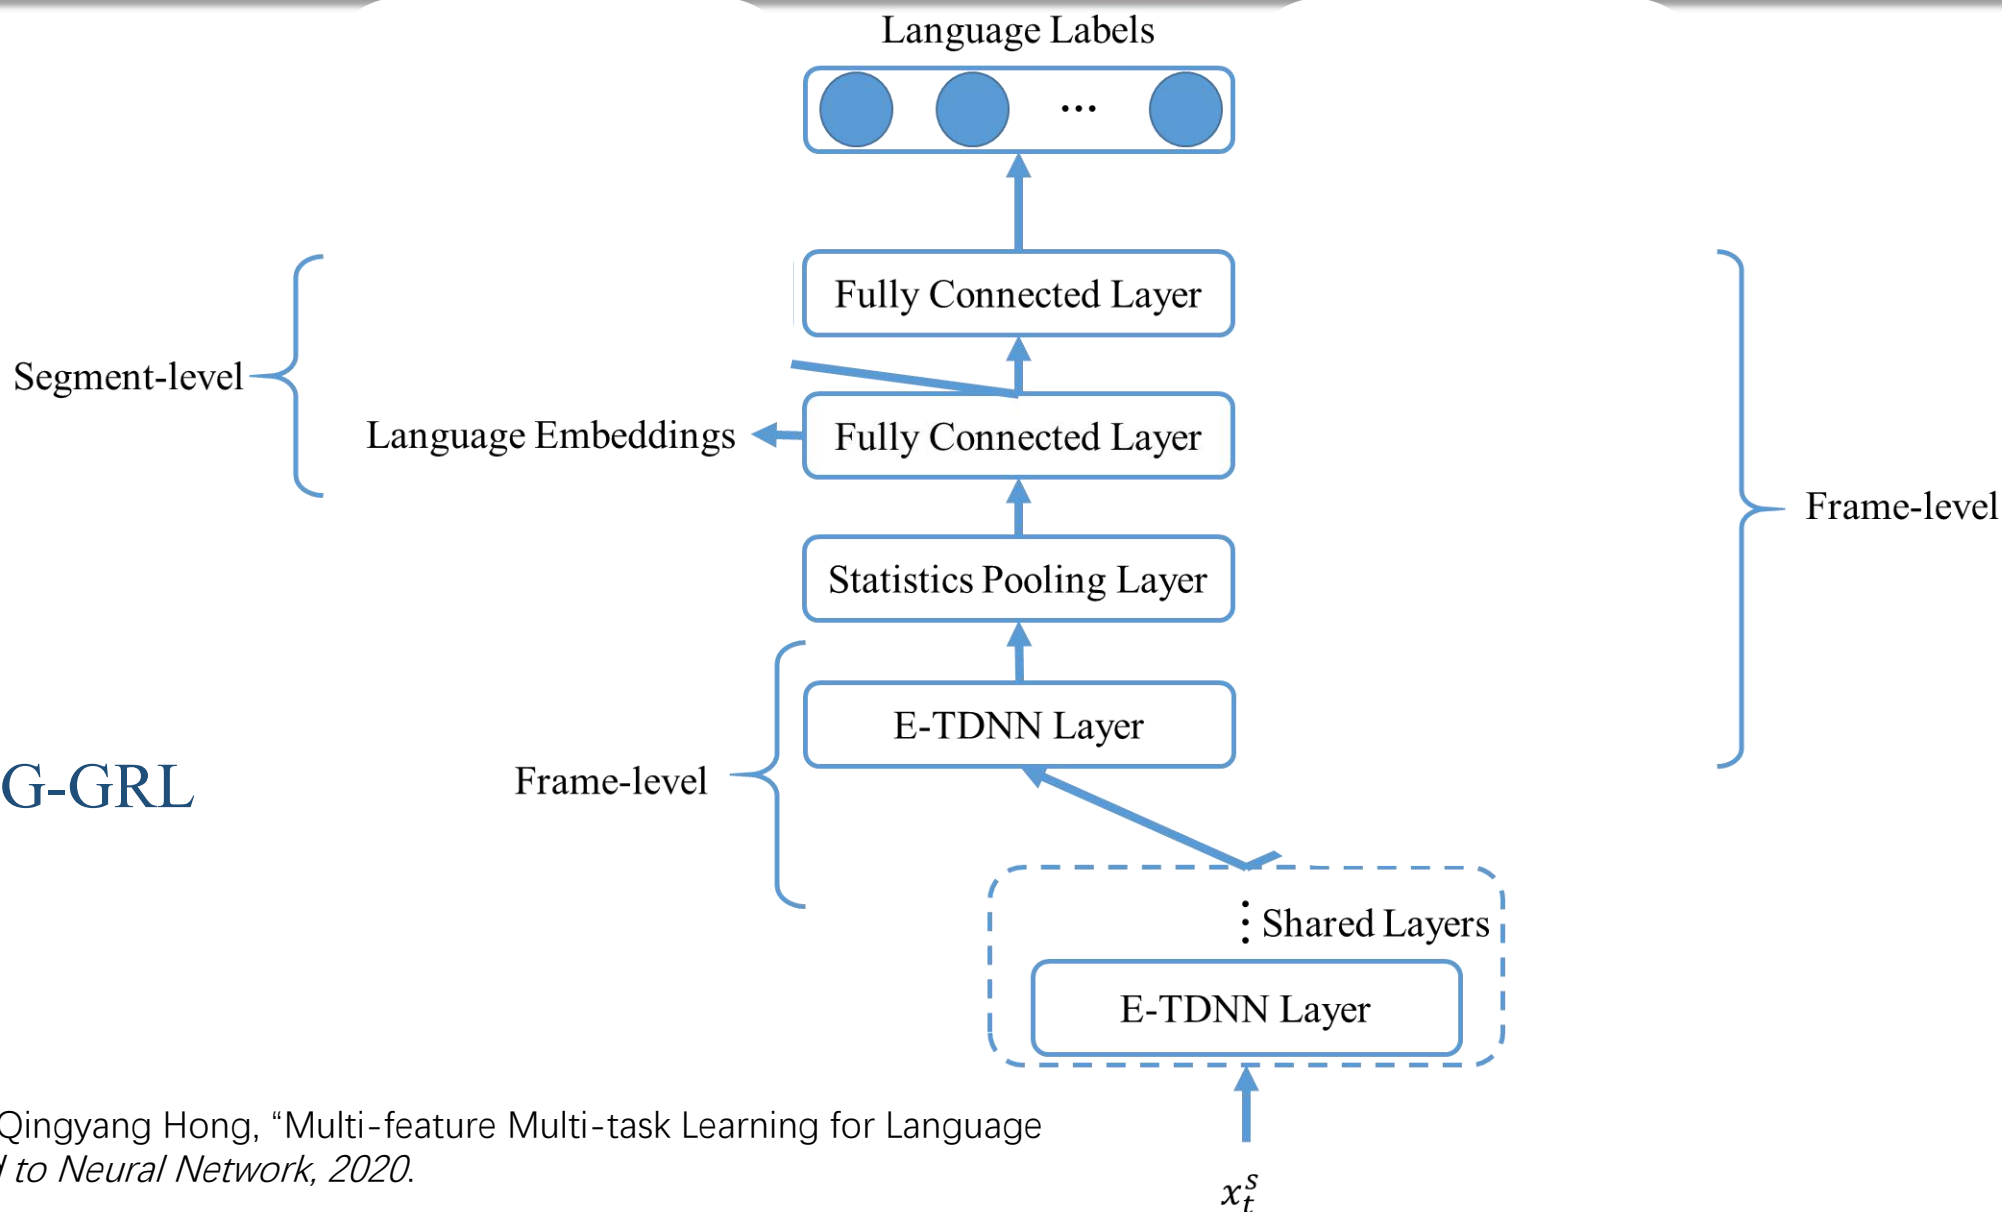 Language Labels
...
Fully Connected Layer
Segment-level
Language Embeddings
Fully Connected Layer
Frame-level
Statistics Pooling Layer
E-TDNN Layer
Frame-level
G-GRL
⋮ Shared Layers
E-TDNN Layer
Qingyang Hong, “Multi-feature Multi-task Learning for Language
to Neural Network, 2020.
x_t^s